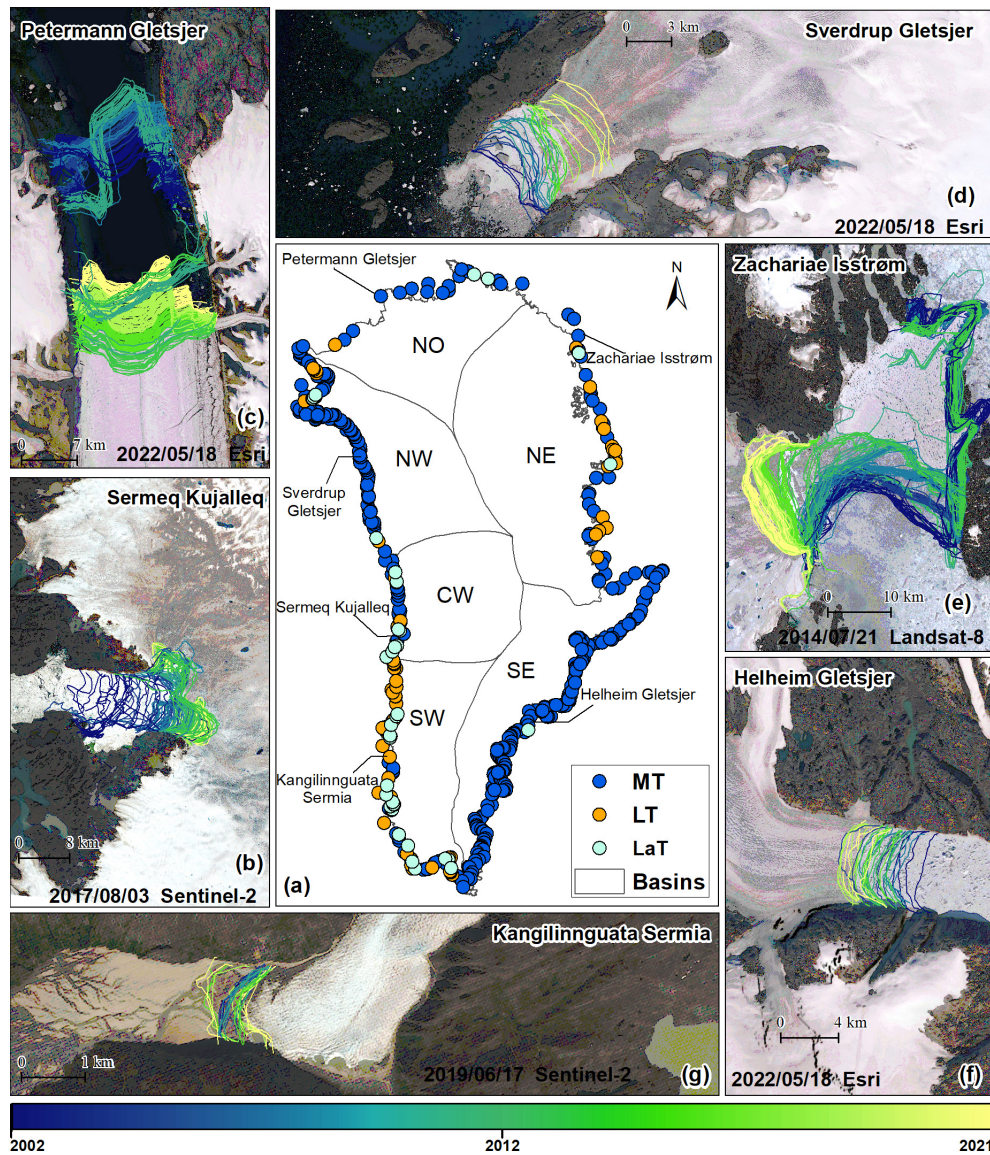 Petermann Gletsjer
0 7 km
(c)
2022/05/18 Esri
0 3 km
Sverdrup Gletsjer
(d)
2022/05/18 Esri
Sermeq Kujalleq
0 8 km
(b)
2017/08/03 Sentinel-2
Petermann Gletsjer
N
NO
Zachariae Isstrøm
NW
NE
Sverdrup
Gletsjer
CW
Sermeq Kujalleq
SE
Helheim Gletsjer
SW
Kangilinnguata
Sermia
MT
LT
LaT
Basins
(a)
Zachariae Isstrøm
0 10 km
(e)
2014/07/21 Landsat-8
Helheim Gletsjer
0 4 km
2022/05/18 Esri
(f)
Kangilinnguata Sermia
0 1 km
2019/06/17 Sentinel-2
(g)
2002 2012 2021